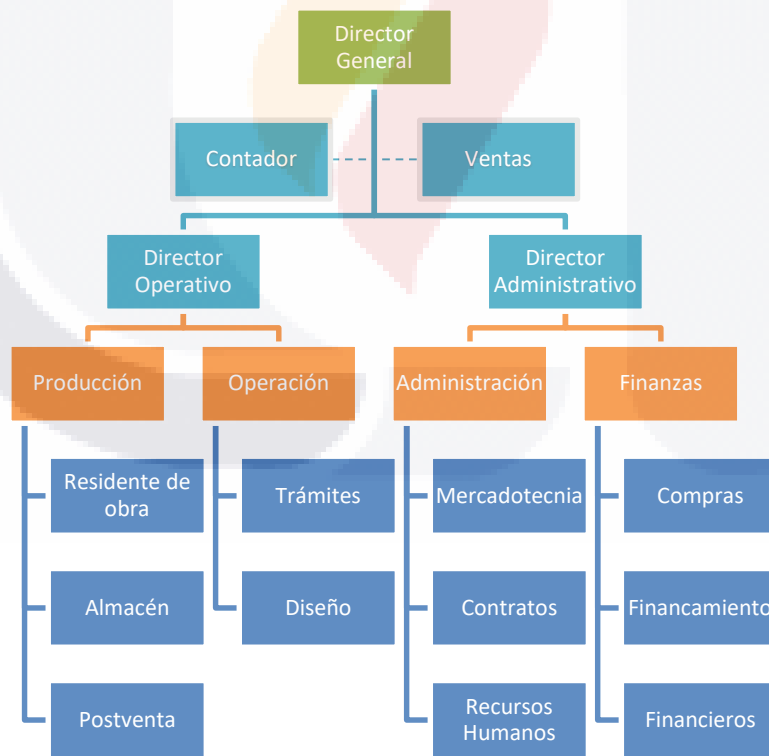 Director
General
Contador
Ventas
Director
Operativo
Director
Administrativo
Producción
Operación
Administración
Finanzas
Residente de
obra
Trámites
Mercadotecnia
Compras
Almacén
Diseño
Contratos
Financamiento
Postventa
Recursos
Humanos
Financieros